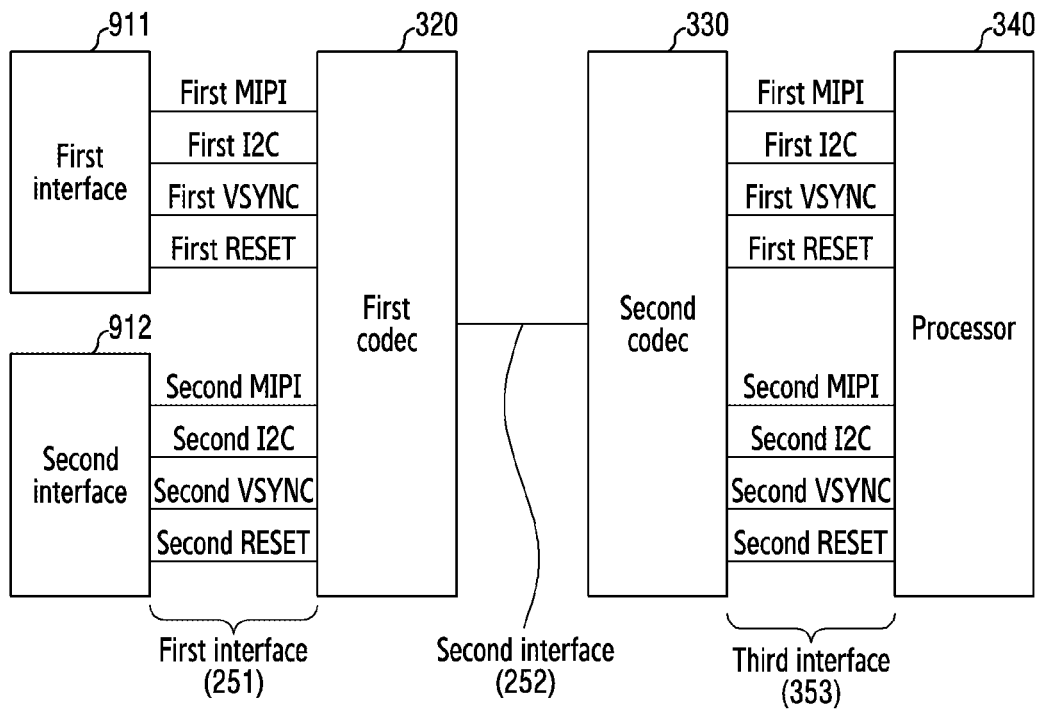 911
320
330
340
First MIPI
First I2C
First VSYNC
First RESET
First
interface
First MIPI
First I2C
First VSYNC
First RESET
912
First
codec
Second
codec
Processor
Second
interface
Second MIPI
Second I2C
Second VSYNC
Second RESET
Second MIPI
Second I2C
Second VSYNC
Second RESET
First interface
(251)
Second interface
(252)
Third interface
(353)